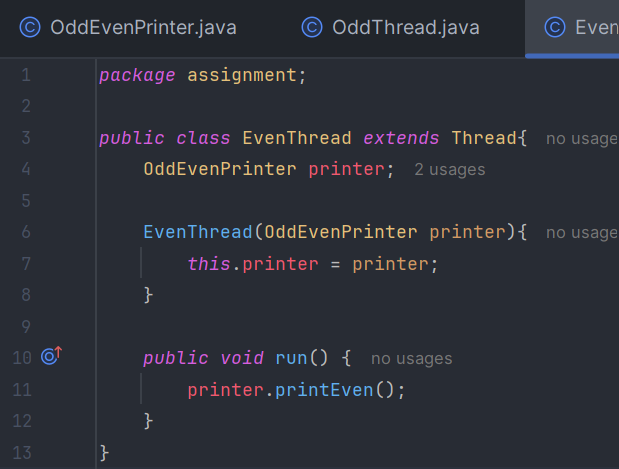 OddEvenPrinter.java OddThread.java Even
1 package assignment;
2
3 public class EvenThread extends Thread{ no usage
4 OddEvenPrinter printer; 2 usages
5
6 EvenThread(OddEvenPrinter printer){ no usage
7 this.printer = printer;
8 }
9
10 public void run() { no usages
11 printer.printEven();
12 }
13 }